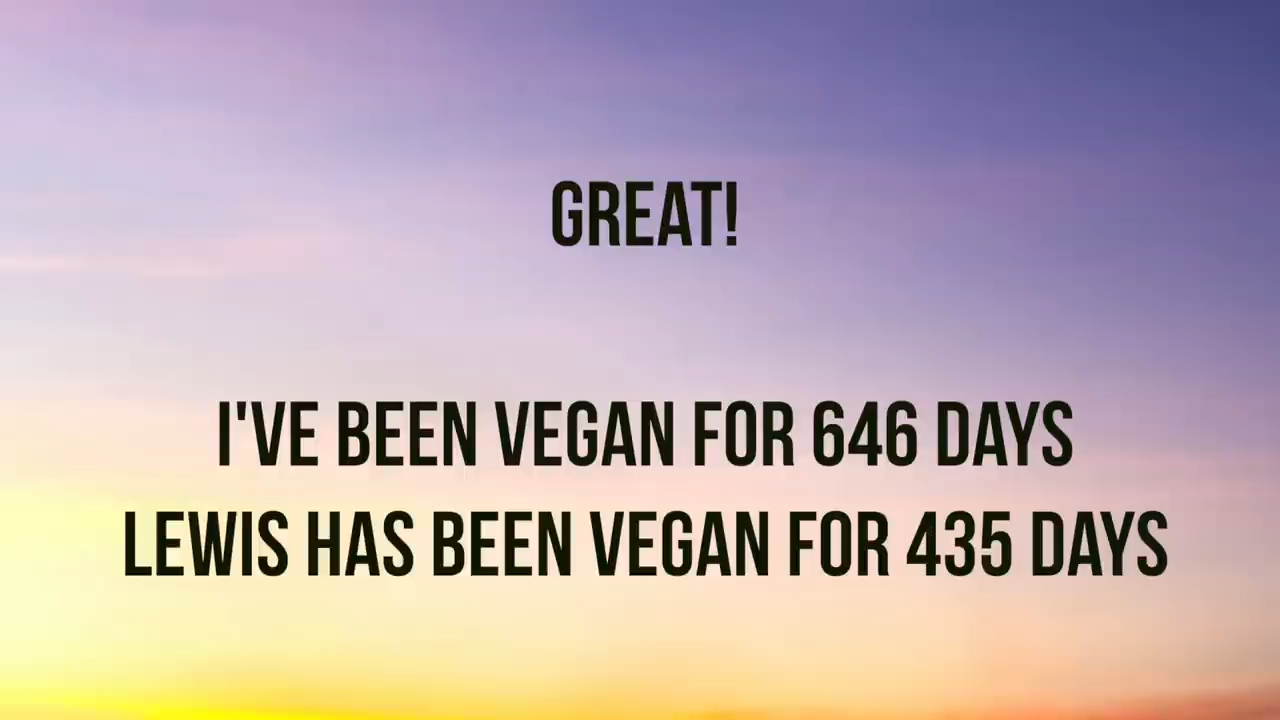 GREAT!
I'VE BEEN VEGAN FOR 646 DAYS
LEWIS HAS BEEN VEGAN FOR 435 DAYS